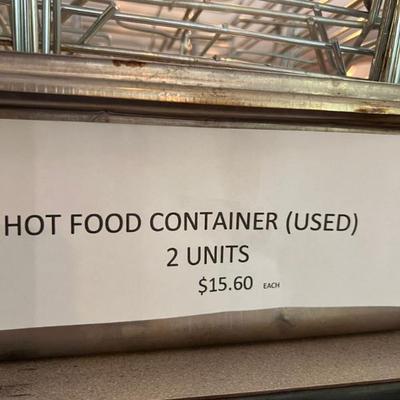 HOT FOOD CONTAINER (USED)
2 UNITS
$15.60 EACH